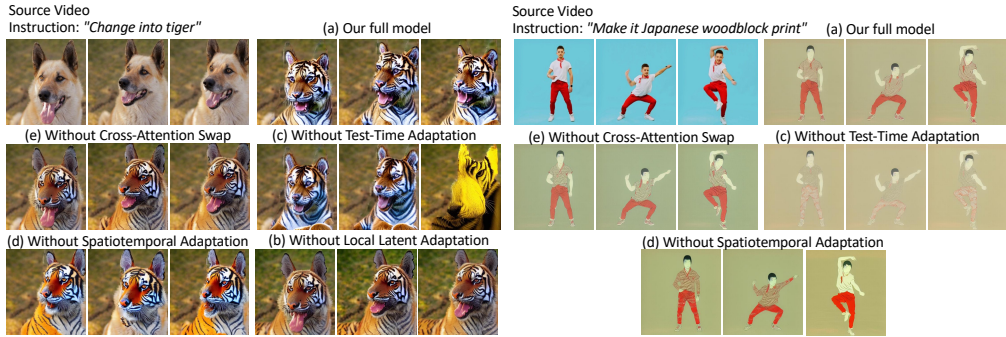 Source Video
Instruction: "Change into tiger"
(a) Our full model
(e) Without Cross-Attention Swap
(c) Without Test-Time Adaptation
(d) Without Spatiotemporal Adaptation
(b) Without Local Latent Adaptation
Source Video
Instruction: "Make it Japanese woodblock print"
(a) Our full model
(e) Without Cross-Attention Swap
(c) Without Test-Time Adaptation
(d) Without Spatiotemporal Adaptation